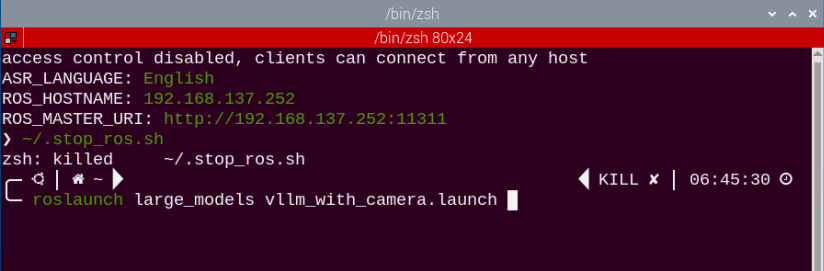 /bin/zsh
/bin/zsh 80x24
access control disabled, clients can connect from any host
ASR_LANGUAGE: English
ROS_HOSTNAME: 192.168.137.252
ROS_MASTER_URI: http://192.168.137.252:11311
❯ ~/.stop_ros.sh
zsh: killed     ~/.stop_ros.sh
~ KILL ✘ 06:45:30
roslaunch large_models vllm_with_camera.launch